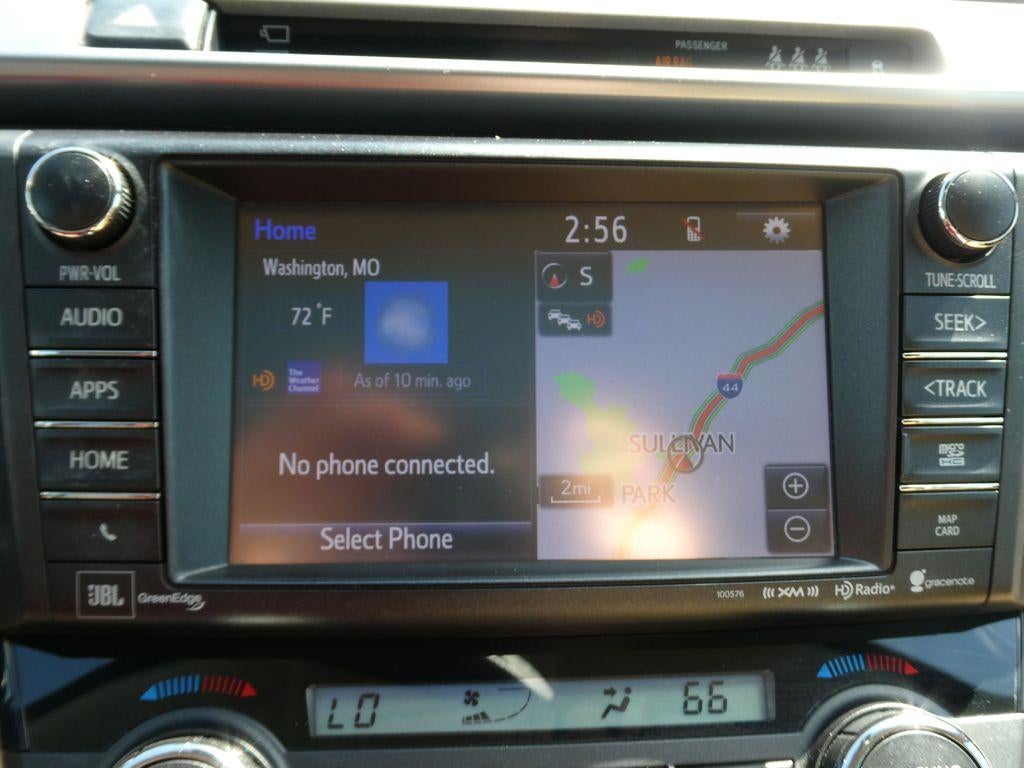 PASSENGER
AIR BAG
PWR-VOL
AUDIO
APPS
HOME
JBL GreenEdge
Home
2:56
Washington, MO
72°F
HD
The
Weather
Channel
As of 10 min. ago
No phone connected.
Select Phone
S
HD
44
SULLIVAN
2mi
PARK
TUNE·SCROLL
SEEK>
<TRACK
micro
SD
HC
MAP
CARD
100576 ((( XM ))) HD Radio® gracenote
LO
66